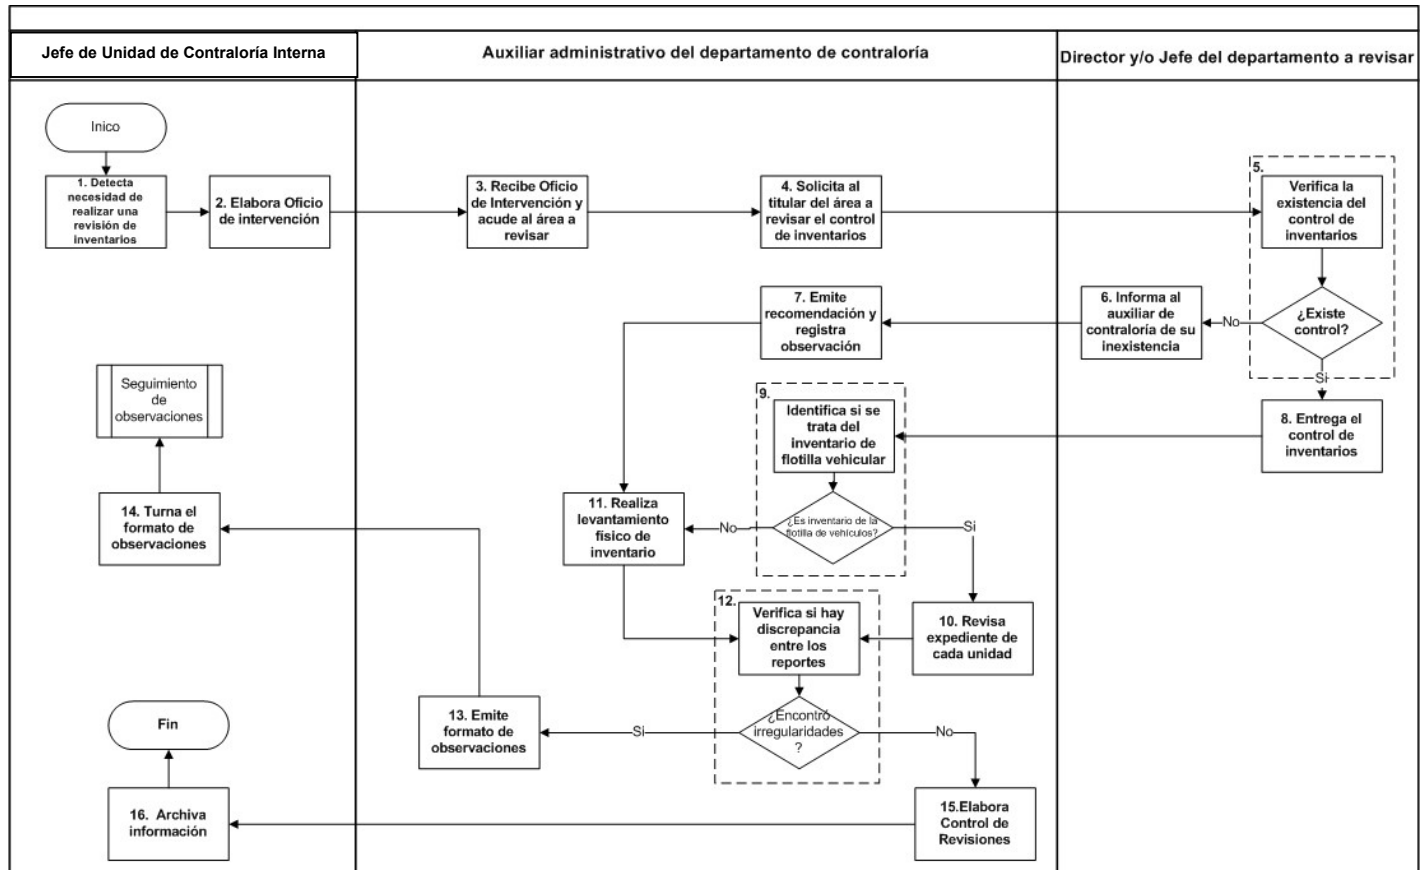 Jefe de Unidad de Contraloría Interna
Auxiliar administrativo del departamento de contraloría
Director y/o Jefe del departamento a revisar
Inico
1. Detecta
necesidad de
realizar una
revisión de
inventarios
2. Elabora Oficio
de intervención
3. Recibe Oficio
de Intervención y
acude al área a
revisar
4. Solicita al
titular del área a
revisar el control
de inventarios
5.
Verifica la
existencia del
control de
inventarios
¿Existe
control?
No
Si
6. Informa al
auxiliar de
contraloría de su
inexistencia
7. Emite
recomendación y
registra
observación
8. Entrega el
control de
inventarios
9.
Identifica si se
trata del
inventario de
flotilla vehicular
¿Es inventario de la
flotilla de vehículos?
No
Si
10. Revisa
expediente de
cada unidad
11. Realiza
levantamiento
físico de
inventario
12.
Verifica si hay
discrepancia
entre los
reportes
¿Encontró
irregularidades
?
Si
No
13. Emite
formato de
observaciones
14. Turna el
formato de
observaciones
Seguimiento
de
observaciones
15.Elabora
Control de
Revisiones
16. Archiva
información
Fin